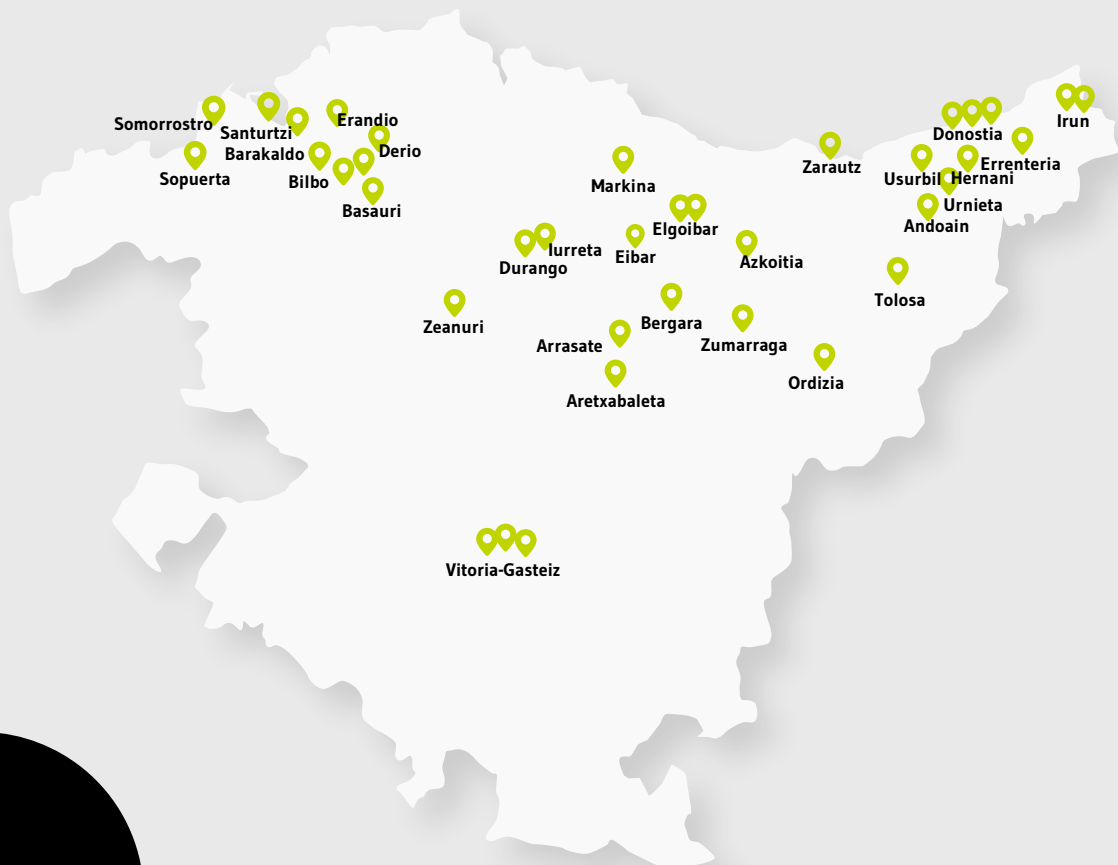 Somorrostro
Santurtzi
Erandio
Barakaldo
Derio
Sopuerta
Bilbo
Basauri
Markina
Zarautz
Donostia
Irun
Errenteria
Usurbil
Hernani
Urnieta
Andoain
Elgoibar
Iurreta
Durango
Eibar
Azkoitia
Tolosa
Zeanuri
Bergara
Arrasate
Zumarraga
Ordizia
Aretxabaleta
Vitoria-Gasteiz